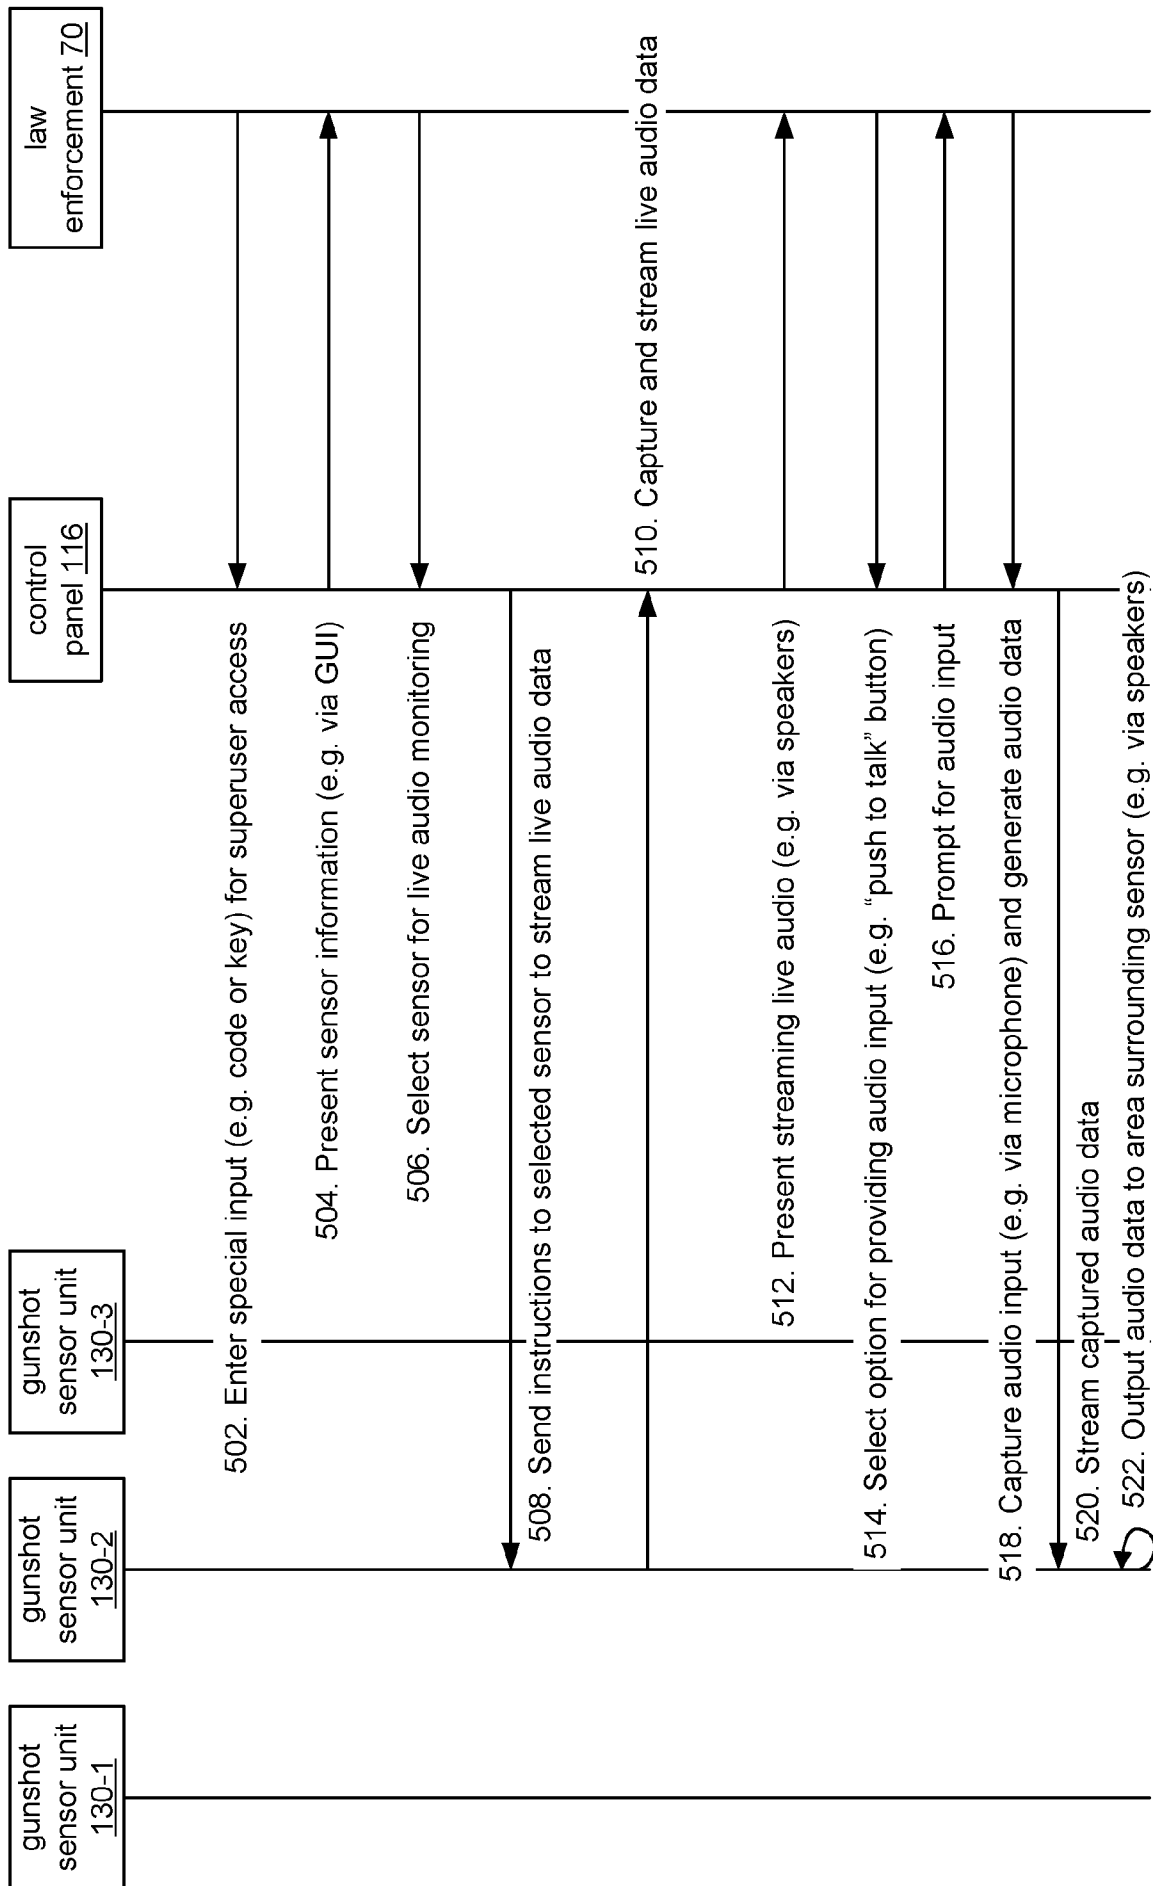 gunshot
sensor unit
130-1
gunshot
sensor unit
130-2
gunshot
sensor unit
130-3
control
panel 116
law
enforcement 70
502. Enter special input (e.g. code or key) for superuser access
504. Present sensor information (e.g. via GUI)
506. Select sensor for live audio monitoring
508. Send instructions to selected sensor to stream live audio data
510. Capture and stream live audio data
512. Present streaming live audio (e.g. via speakers)
514. Select option for providing audio input (e.g. “push to talk” button)
516. Prompt for audio input
518. Capture audio input (e.g. via microphone) and generate audio data
520. Stream captured audio data
522. Output audio data to area surrounding sensor (e.g. via speakers)